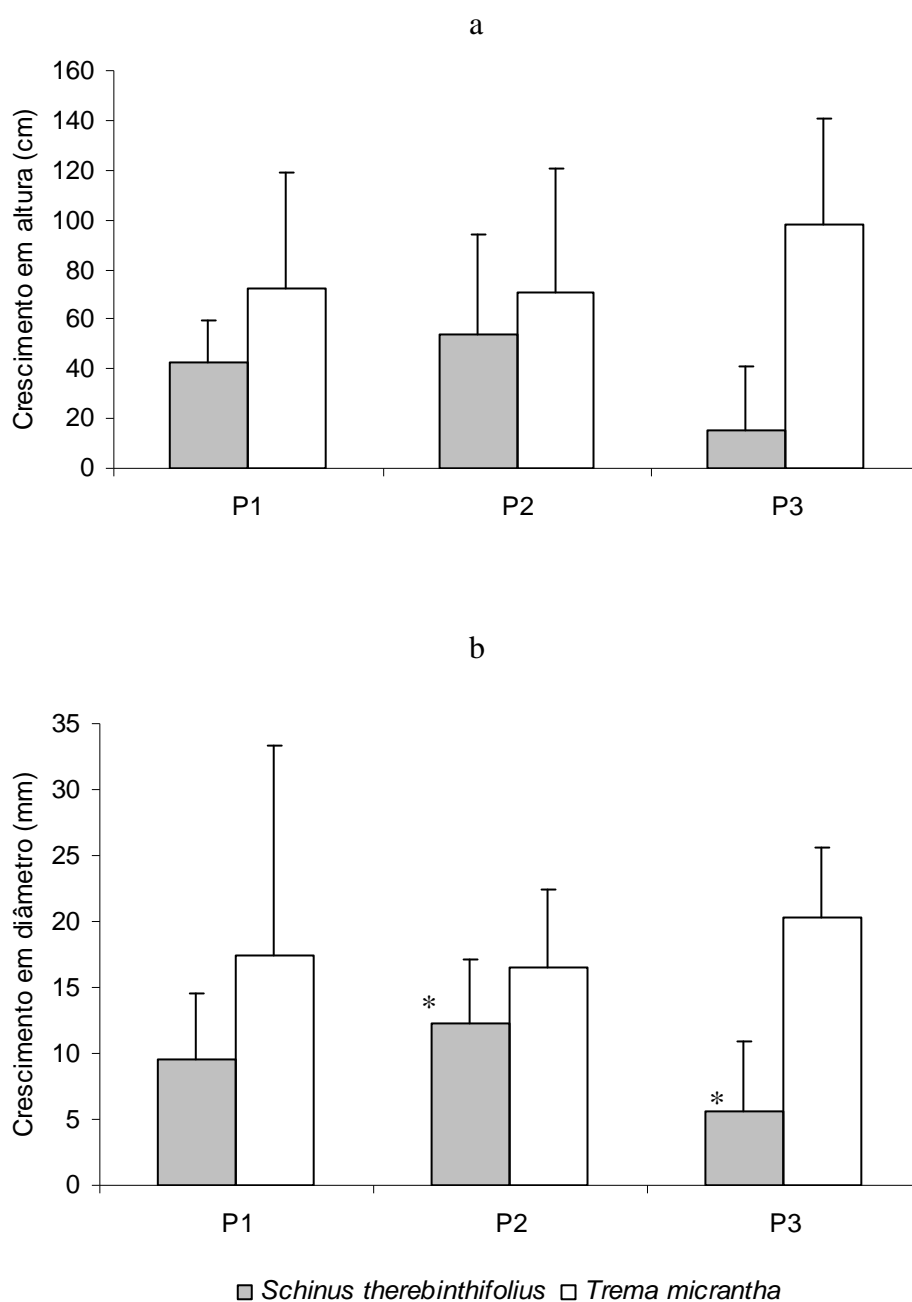 a
Crescimento em altura (cm)
160
140
120
100
80
60
40
20
0
P1 P2 P3
b
Crescimento em diâmetro (mm)
35
30
25
20
15
10
5
0
*
*
P1 P2 P3
Schinus therebinthifolius Trema micrantha